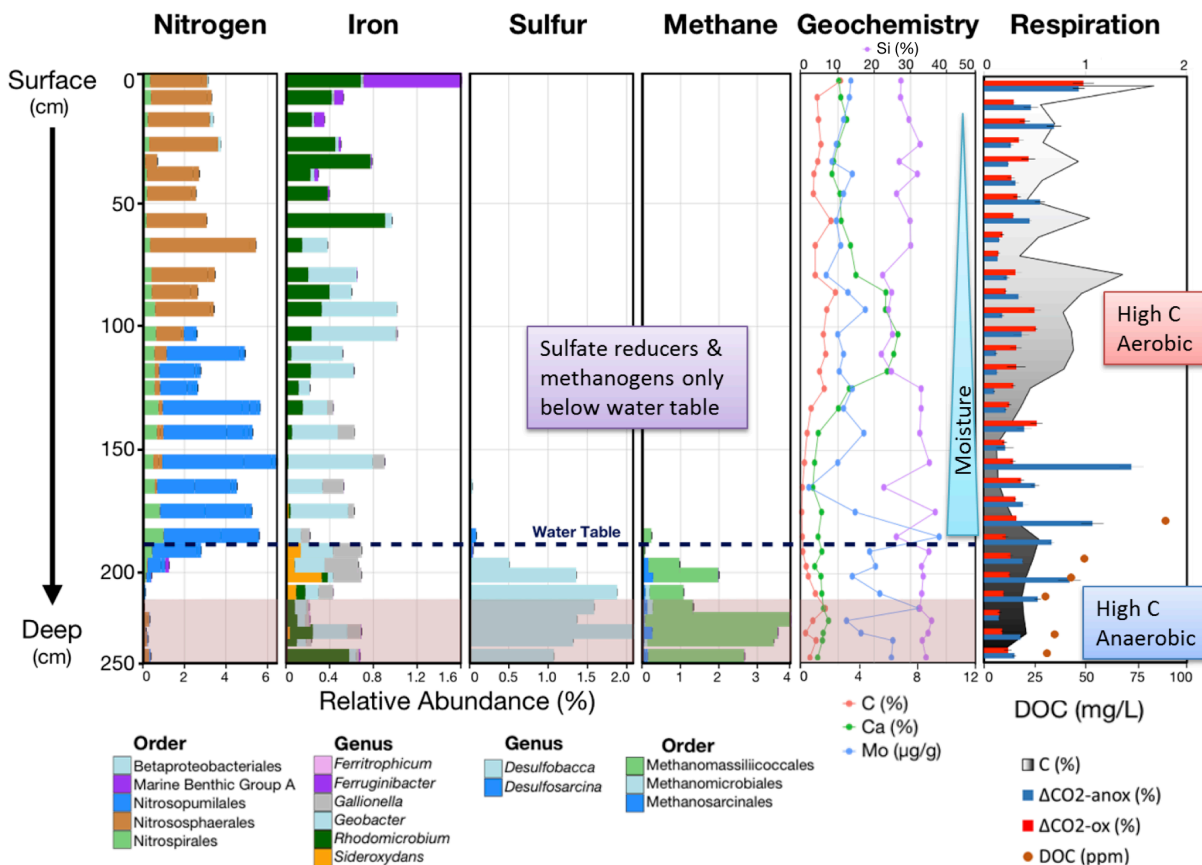 Nitrogen Iron Sulfur Methane Geochemistry Respiration
Si (%)
0 10 20 30 40 50
0 1 2
Surface
(cm)
Deep
(cm)
0
50
100
150
200
250
Sulfate reducers &
methanogens only
below water table
Water Table
Moisture
High C
Aerobic
High C
Anaerobic
0 2 4 6
0 0.4 0.8 1.2 1.6
0 0.5 1.0 1.5 2.0
0 1 2 3 4
0 3 6 9 12
0 25 50 75 100
Relative Abundance (%)
DOC (mg/L)
Order
Betaproteobacteriales
Marine Benthic Group A
Nitrosopumilales
Nitrososphaerales
Nitrospirales
Genus
Ferritrophicum
Ferruginibacter
Gallionella
Geobacter
Rhodomicrobium
Sideroxydans
Genus
Desulfobacca
Desulfosarcina
Order
Methanomassiliicoccales
Methanomicrobiales
Methanosarcinales
C (%)
Ca (%)
Mo (µg/g)
C (%)
ΔCO2-anox (%)
ΔCO2-ox (%)
DOC (ppm)